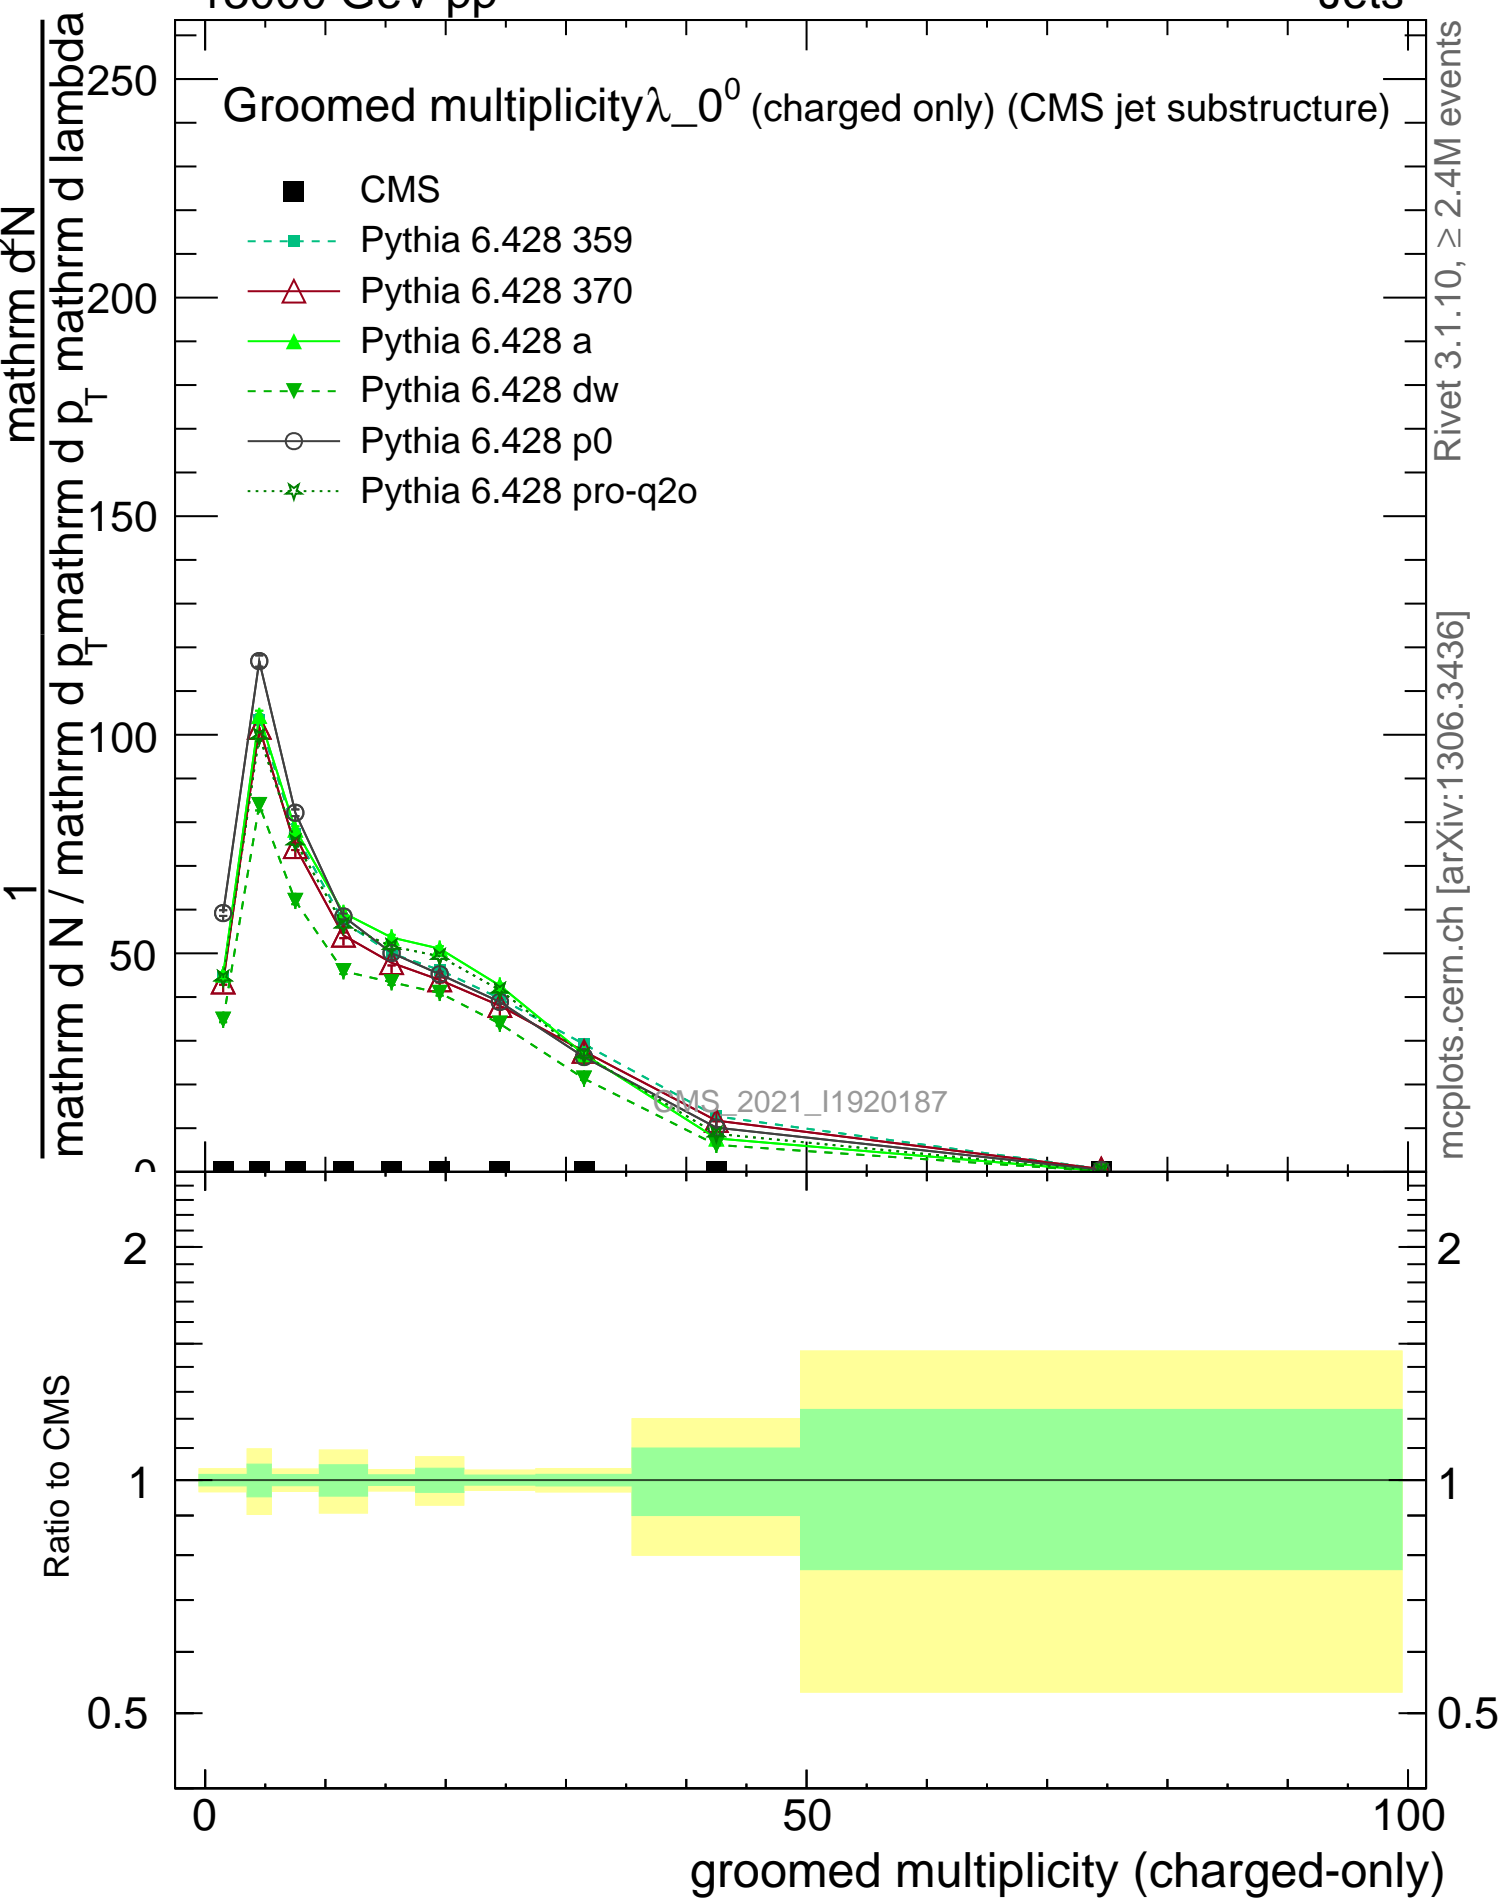 13000 GeV pp
Jets
Groomed multiplicityλ_0⁰ (charged only) (CMS jet substructure)
CMS
Pythia 6.428 359
Pythia 6.428 370
Pythia 6.428 a
Pythia 6.428 dw
Pythia 6.428 p0
Pythia 6.428 pro-q2o
mathrm d²N
1
mathrm d N / mathrm d p_T mathrm d p_T mathrm d lambda
250
200
150
100
50
0
CMS_2021_I1920187
Rivet 3.1.10, ≥ 2.4M events
mcplots.cern.ch [arXiv:1306.3436]
Ratio to CMS
2
1
0.5
2
1
0.5
0
50
100
groomed multiplicity (charged-only)